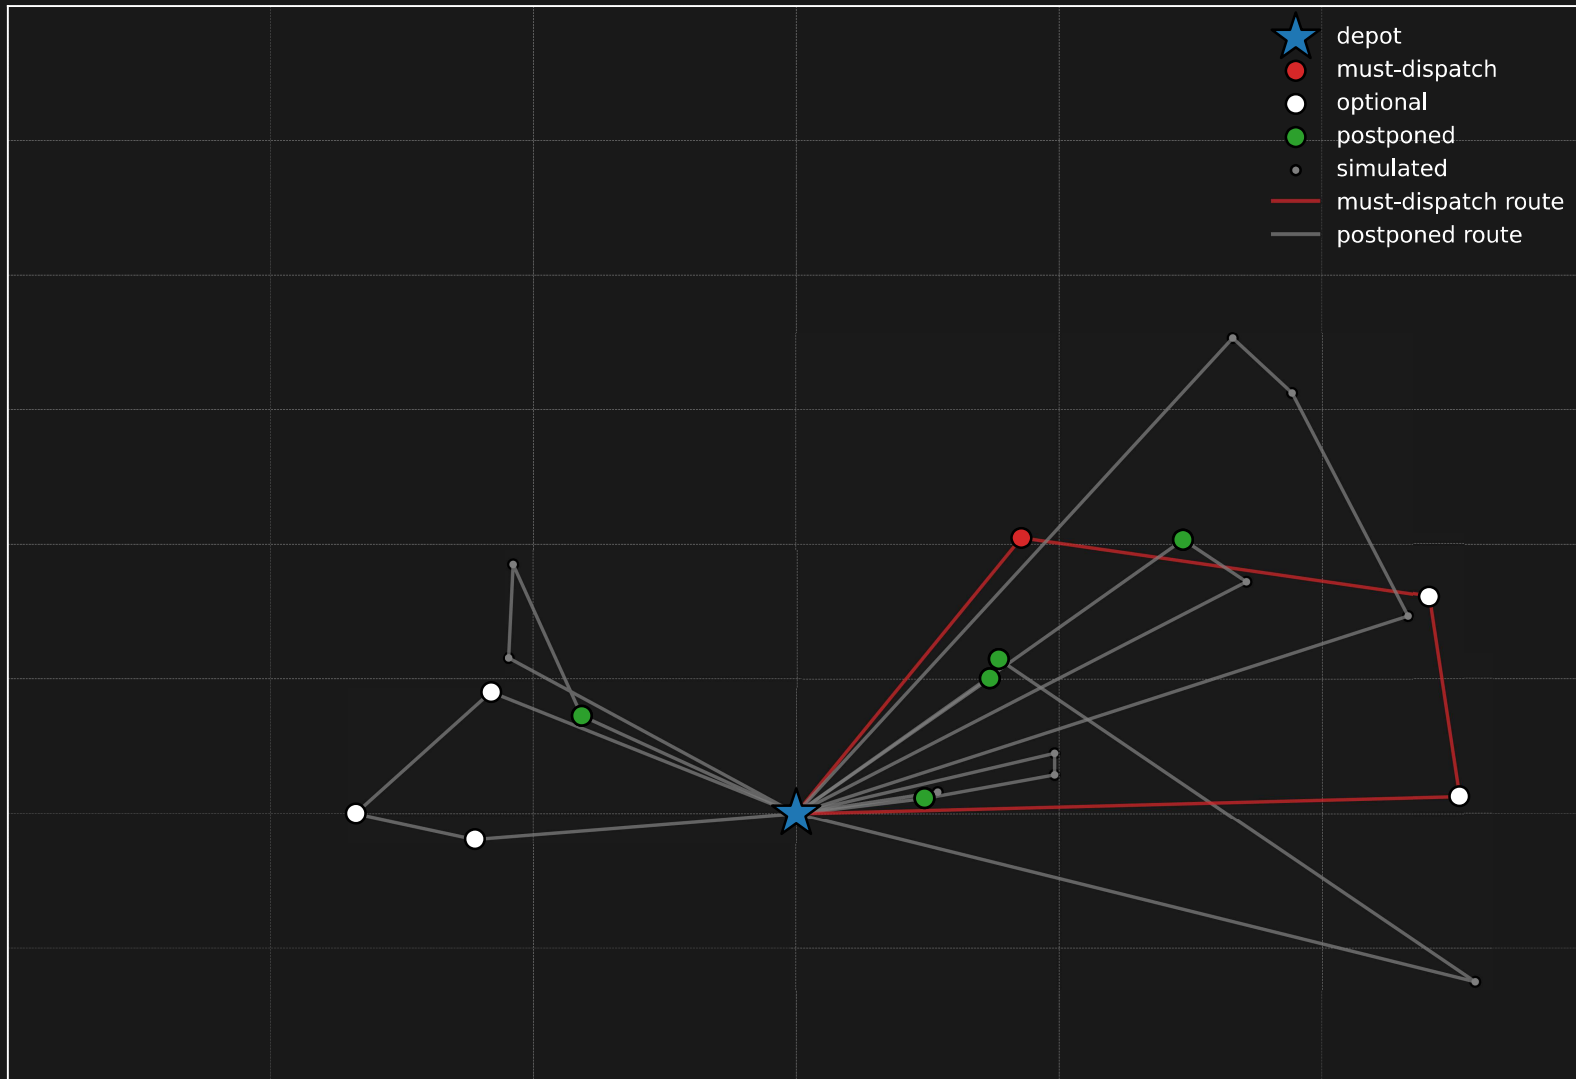 depot
must-dispatch
optional
postponed
simulated
must-dispatch route
postponed route